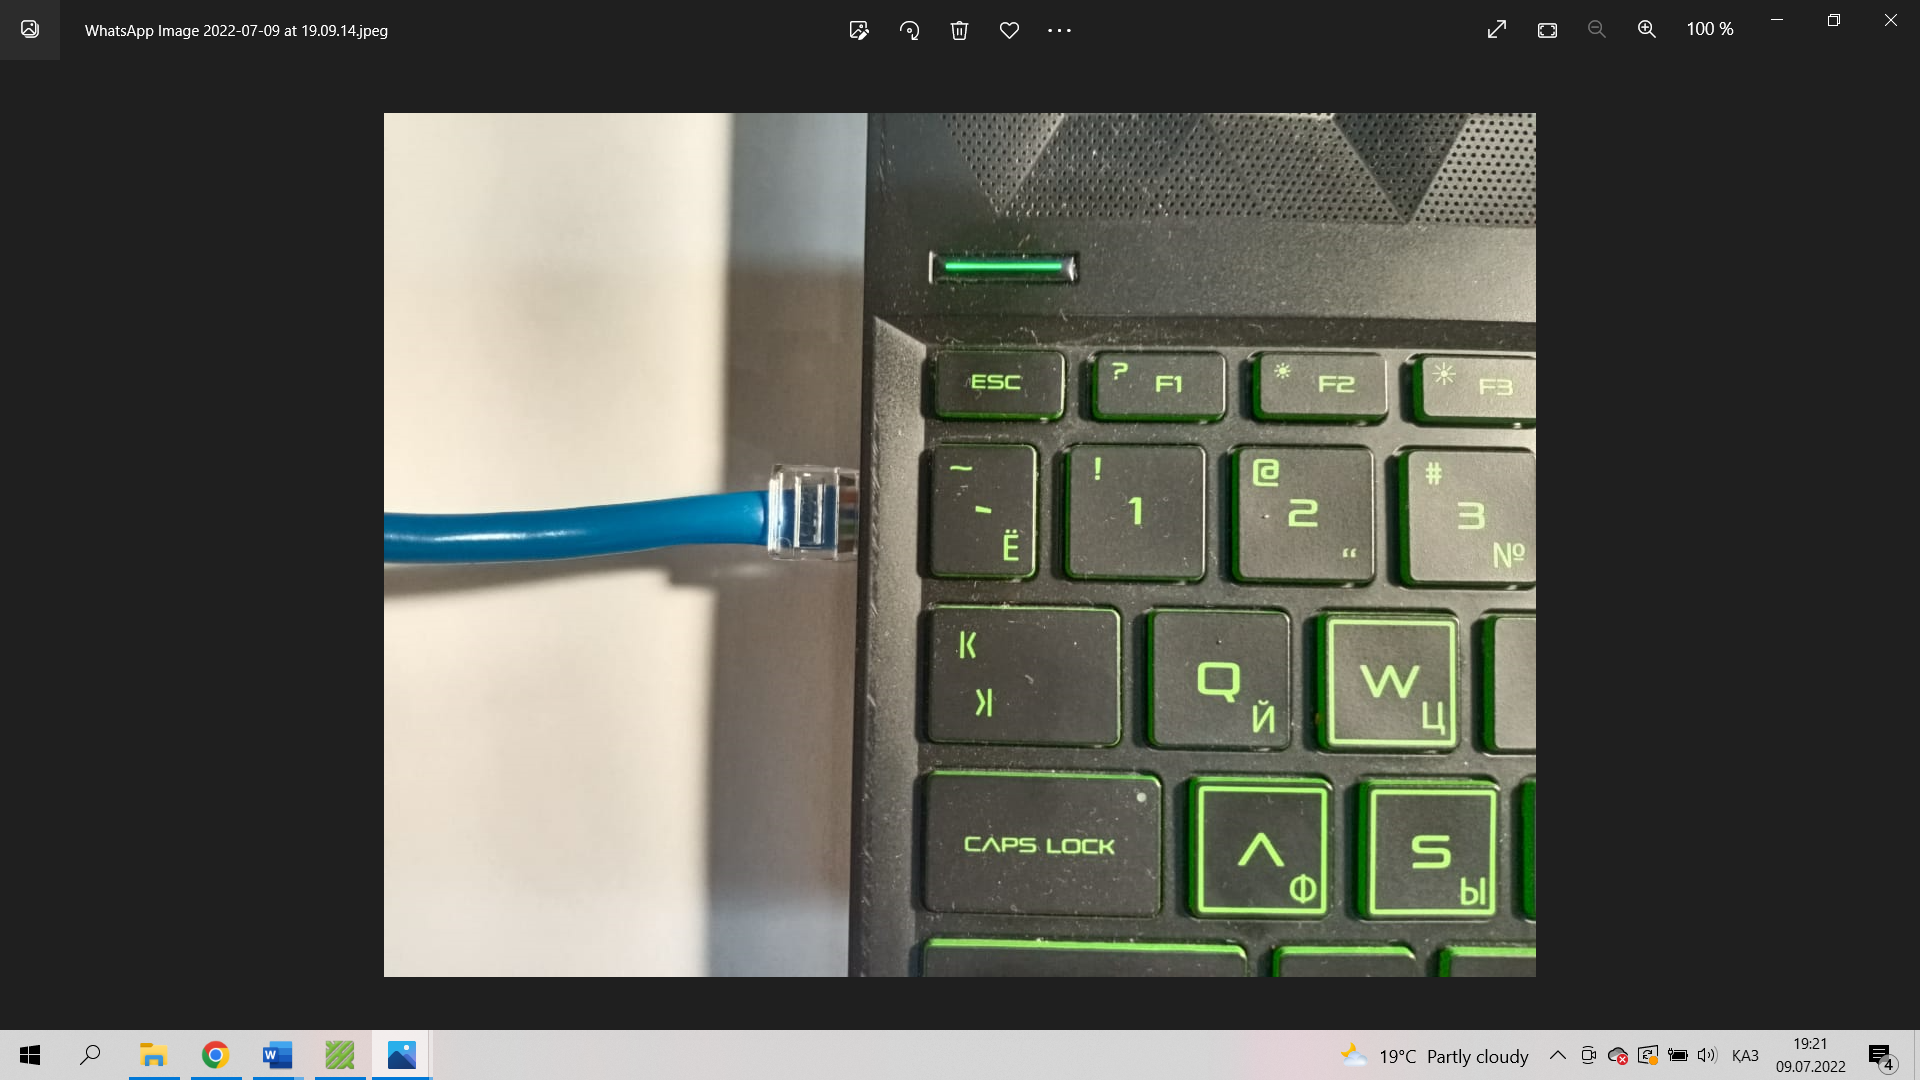 WhatsApp Image 2022-07-09 at 19.09.14.jpeg
100 %
ESC
? F1
F2
F3
~ - Ё
! 1
@ 2 “
# 3 №
Q Й
W Ц
CAPS LOCK
A Ф
S Ы
W
19°C Partly cloudy
ҚАЗ
19:21
09.07.2022
4